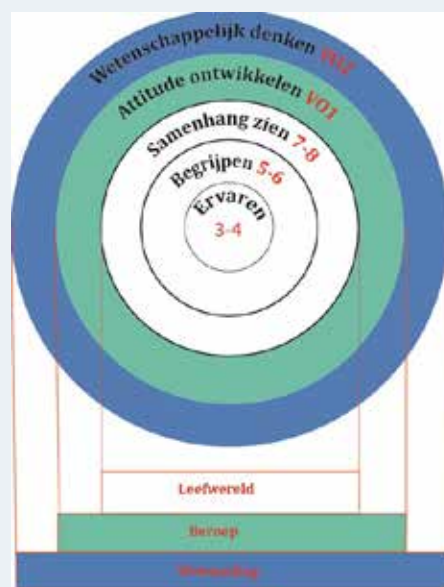 Wetenschappelijk denken VO2
Attitude ontwikkelen VO1
Samenhang zien 7-8
Begrijpen 5-6
Ervaren
3-4
Leefwereld
Beroep